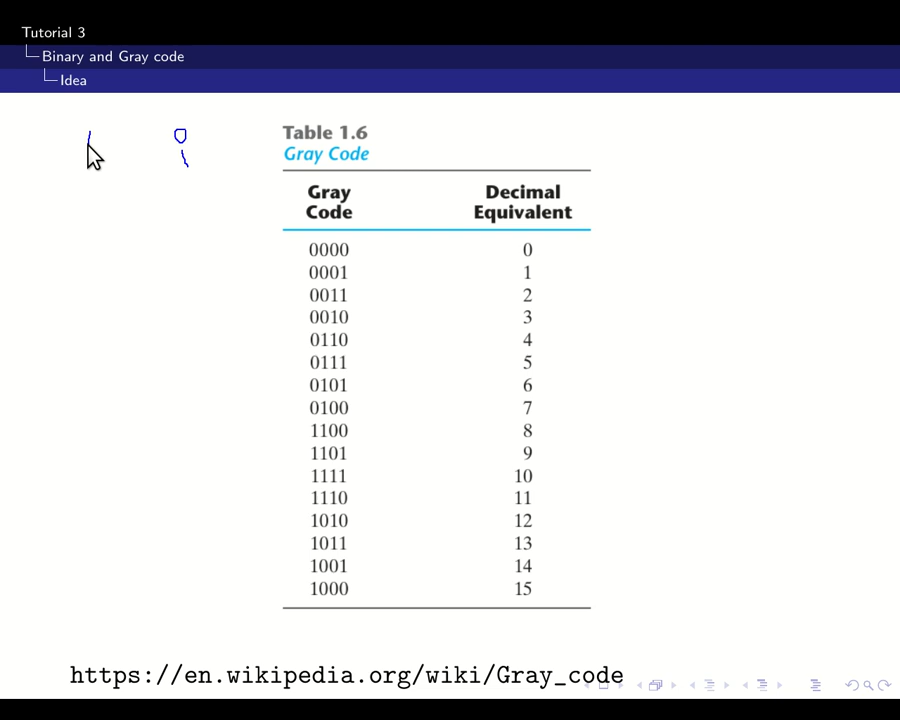 Tutorial 3
Binary and Gray code
Idea
0
1
Table 1.6
Gray Code
Gray Code Decimal Equivalent
0000 0
0001 1
0011 2
0010 3
0110 4
0111 5
0101 6
0100 7
1100 8
1101 9
1111 10
1110 11
1010 12
1011 13
1001 14
1000 15
https://en.wikipedia.org/wiki/Gray_code